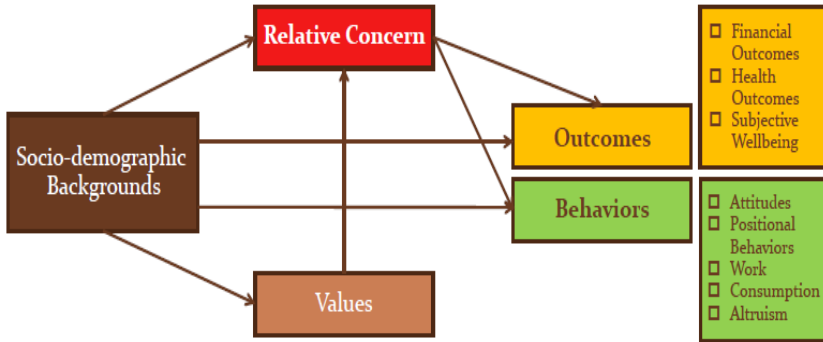 Relative Concern
Socio-demographic
Backgrounds
Values
Outcomes
Behaviors
Financial
Outcomes
Health
Outcomes
Subjective
Wellbeing
Attitudes
Positional
Behaviors
Work
Consumption
Altruism